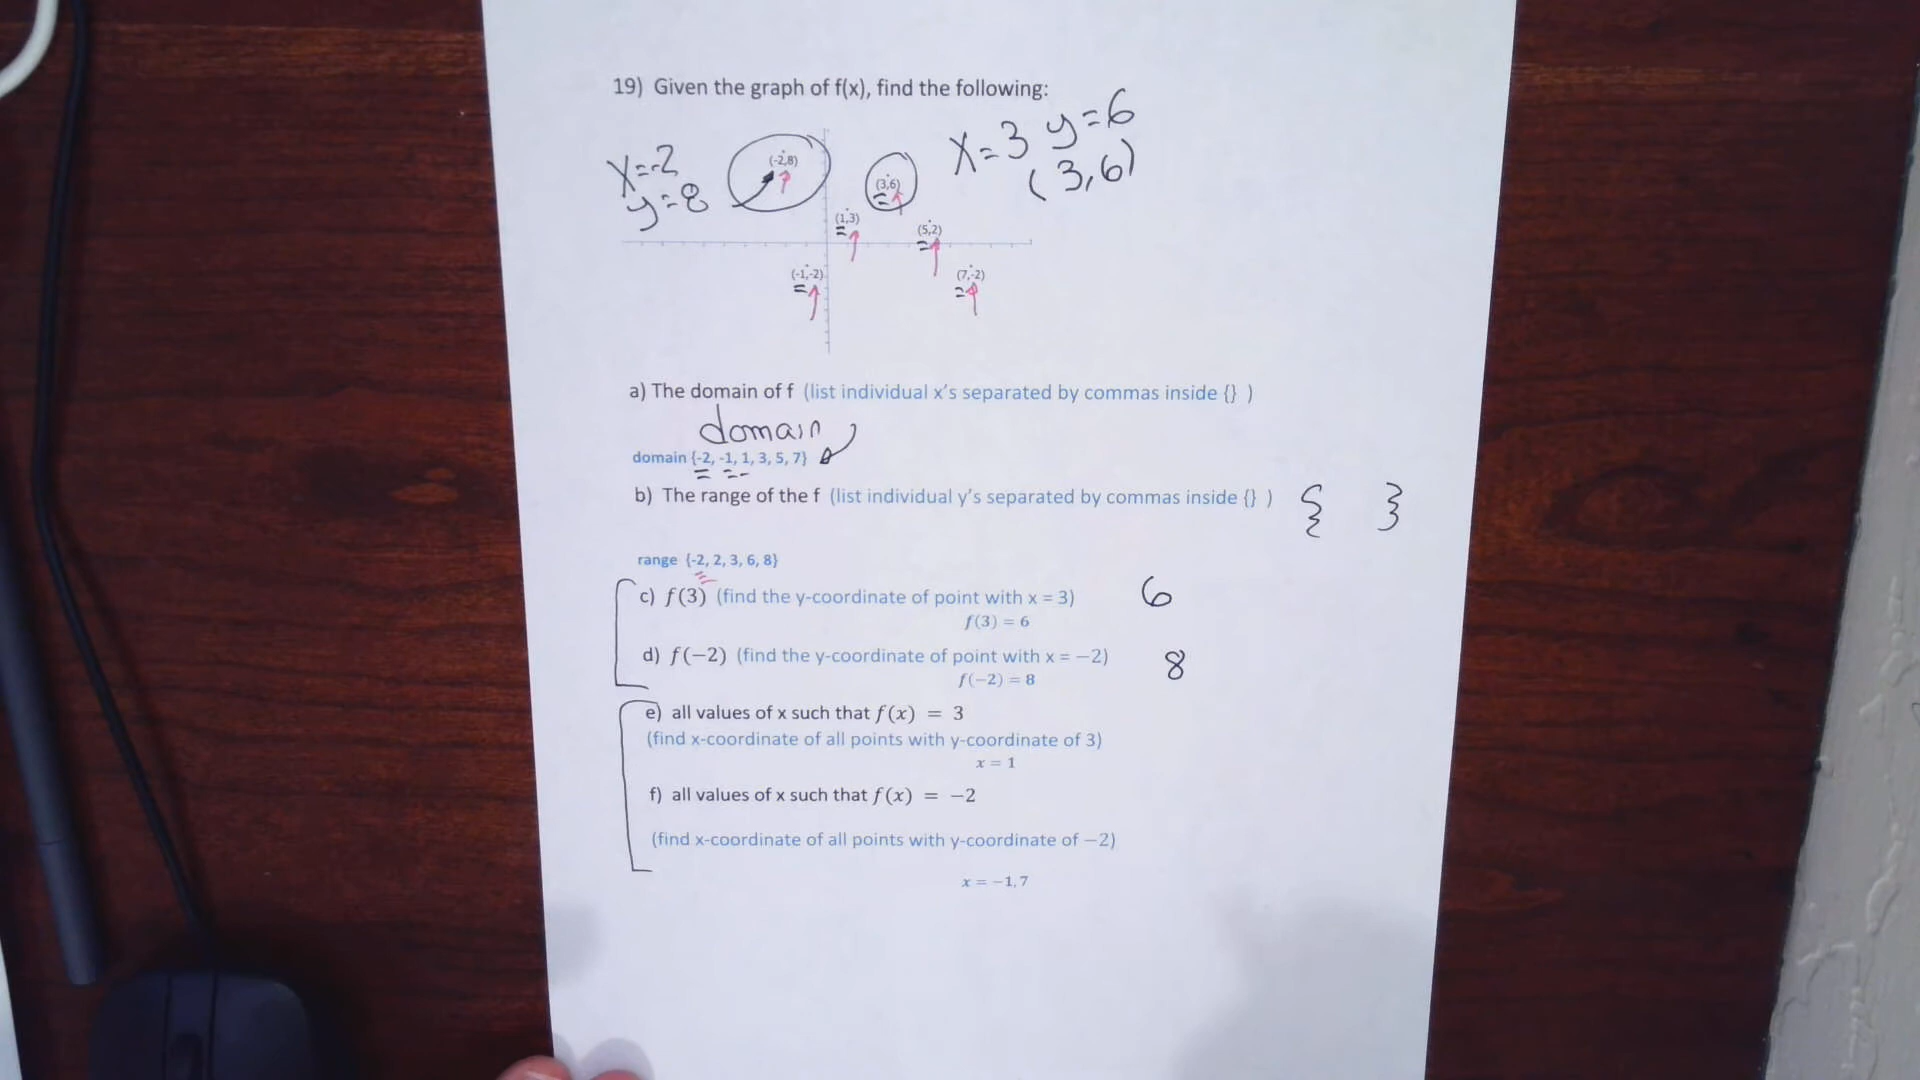 19) Given the graph of f(x), find the following:
x=-2
y=8
(-2,8)
(3,6)
x=3 y=6
(3,6)
(1,3)
(5,2)
(-1,-2)
(7,-2)
a) The domain of f (list individual x's separated by commas inside {} )
domain
domain {-2, -1, 1, 3, 5, 7}
b) The range of the f (list individual y's separated by commas inside {} ) { }
range {-2, 2, 3, 6, 8}
c) f(3) (find the y-coordinate of point with x = 3) 6
f(3) = 6
d) f(−2) (find the y-coordinate of point with x = −2) 8
f(−2) = 8
e) all values of x such that f(x) = 3
(find x-coordinate of all points with y-coordinate of 3)
x = 1
f) all values of x such that f(x) = −2
(find x-coordinate of all points with y-coordinate of −2)
x = −1, 7